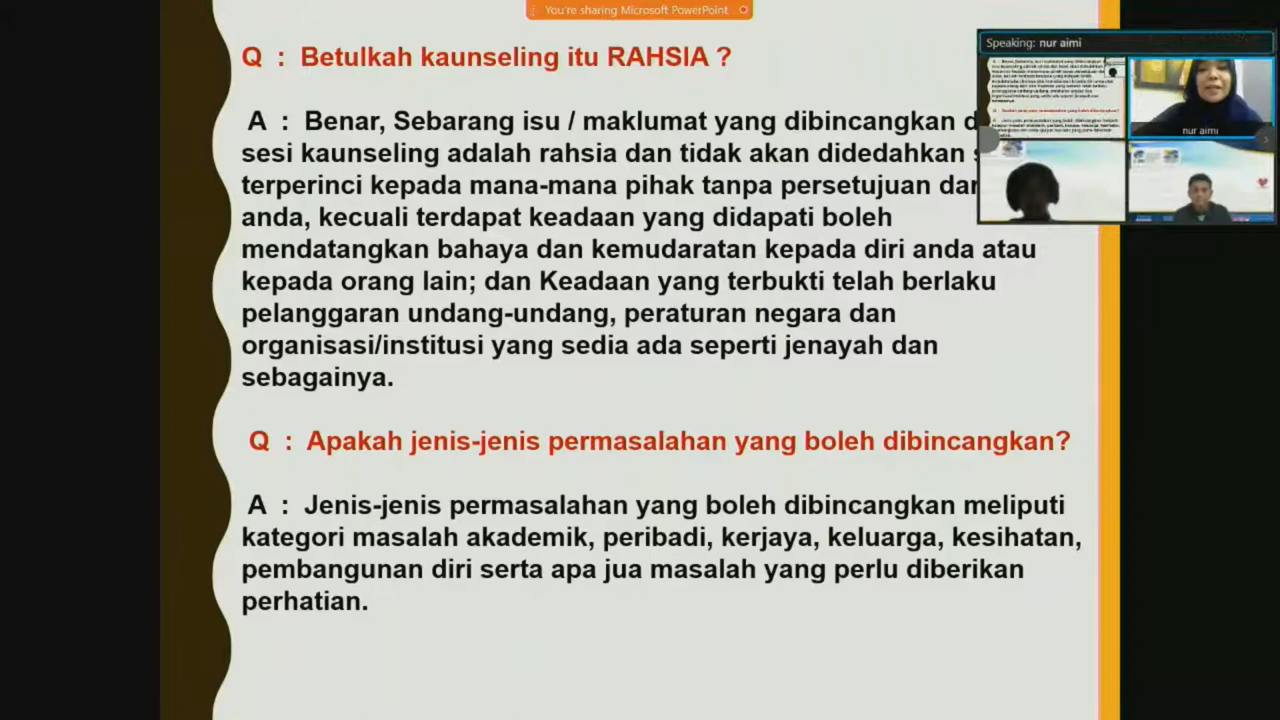 You're sharing Microsoft PowerPoint
Speaking: nur aimi
nur aimi
Q : Betulkah kaunseling itu RAHSIA ?
A : Benar, Sebarang isu / maklumat yang dibincangkan
sesi kaunseling adalah rahsia dan tidak akan didedahkan
terperinci kepada mana-mana pihak tanpa persetujuan
anda, kecuali terdapat keadaan yang didapati boleh
mendatangkan bahaya dan kemudaratan kepada diri anda atau
kepada orang lain; dan Keadaan yang terbukti telah berlaku
pelanggaran undang-undang, peraturan negara dan
organisasi/institusi yang sedia ada seperti jenayah dan
sebagainya.
Q : Apakah jenis-jenis permasalahan yang boleh dibincangkan?
A : Jenis-jenis permasalahan yang boleh dibincangkan meliputi
kategori masalah akademik, peribadi, kerjaya, keluarga, kesihatan,
pembangunan diri serta apa jua masalah yang perlu diberikan
perhatian.